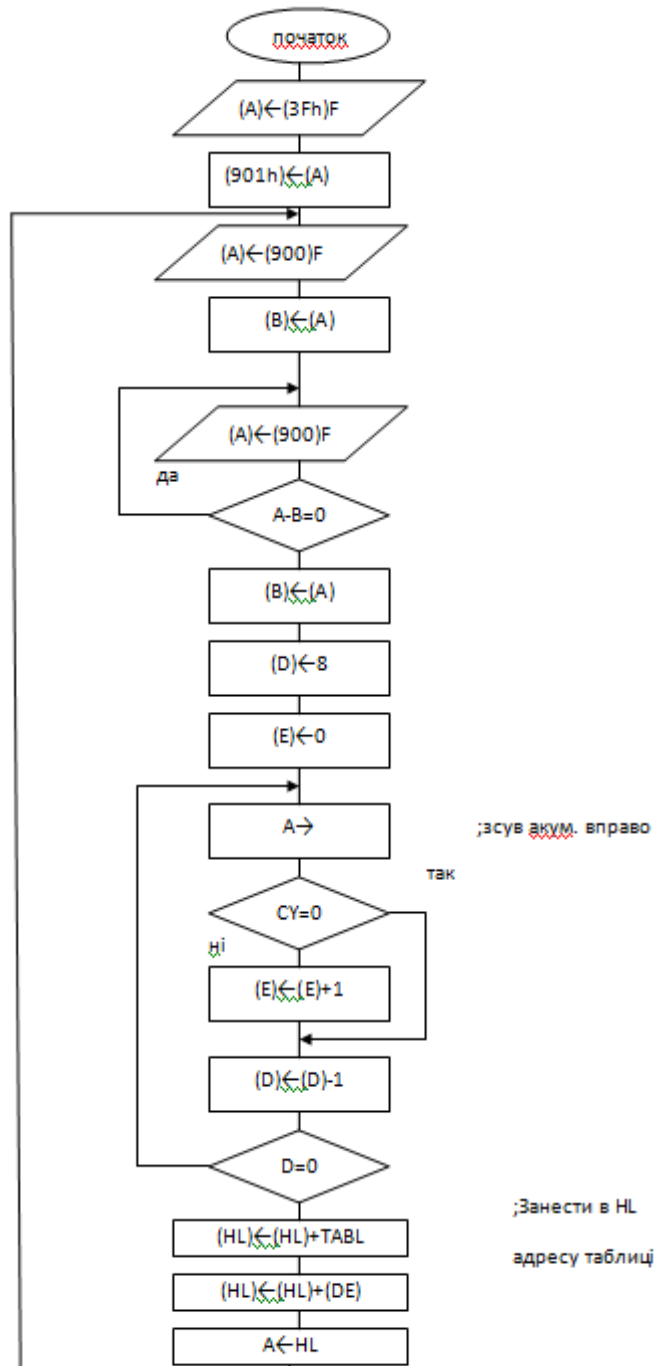 початок
(A)←(3Fh)F
(901h)←(A)
(A)←(900)F
(B)←(A)
(A)←(900)F
да
A-B=0
(B)←(A)
(D)←8
(E)←0
A→
;зсув акум. вправо
так
CY=0
ні
(E)←(E)+1
(D)←(D)-1
D=0
;Занести в HL
(HL)←(HL)+TABL
адресу таблиці
(HL)←(HL)+(DE)
A←HL